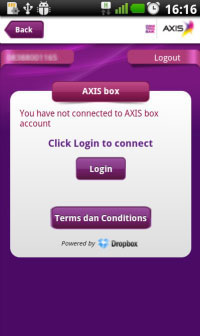 16:16
Back
AXIS
Logout
AXIS box
You have not connected to AXIS box
account
Click Login to connect
Login
Terms dan Conditions
Powered by Dropbox